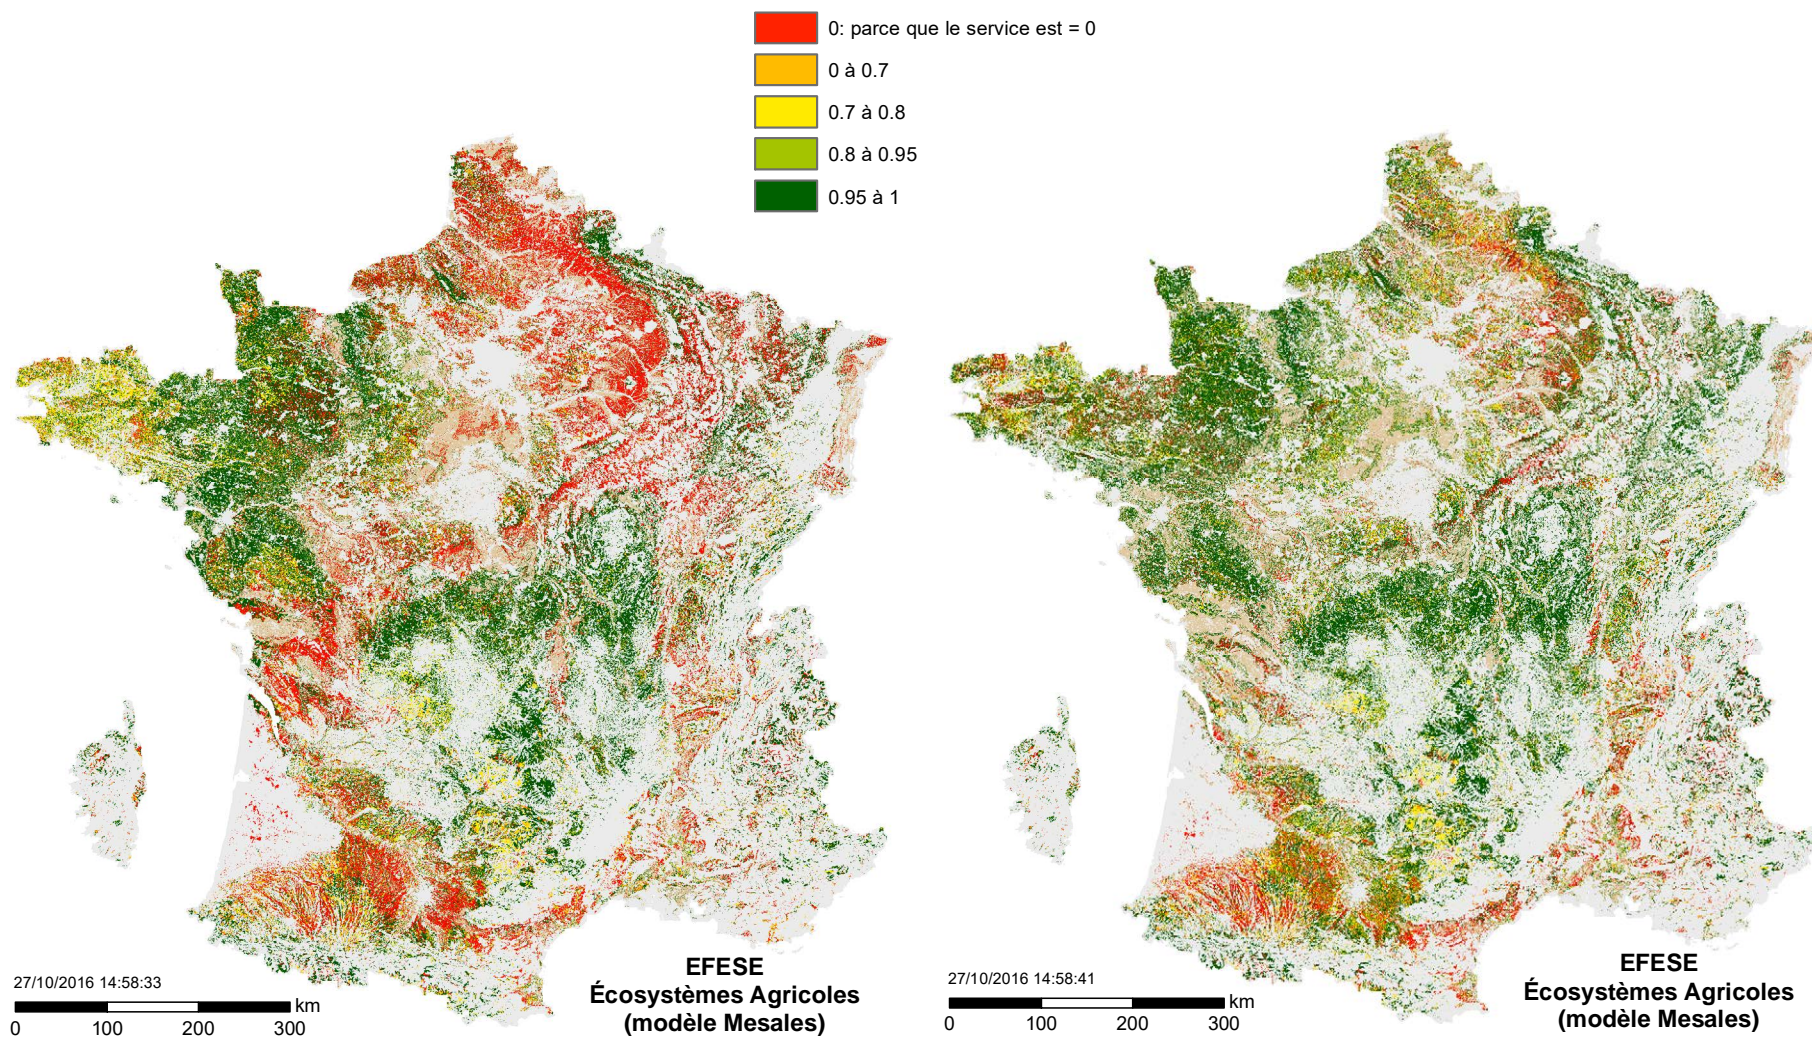 0: parce que le service est = 0
0 à 0.7
0.7 à 0.8
0.8 à 0.95
0.95 à 1
27/10/2016 14:58:33
km
0 100 200 300
EFESE
Écosystèmes Agricoles
(modèle Mesales)
27/10/2016 14:58:41
km
0 100 200 300
EFESE
Écosystèmes Agricoles
(modèle Mesales)